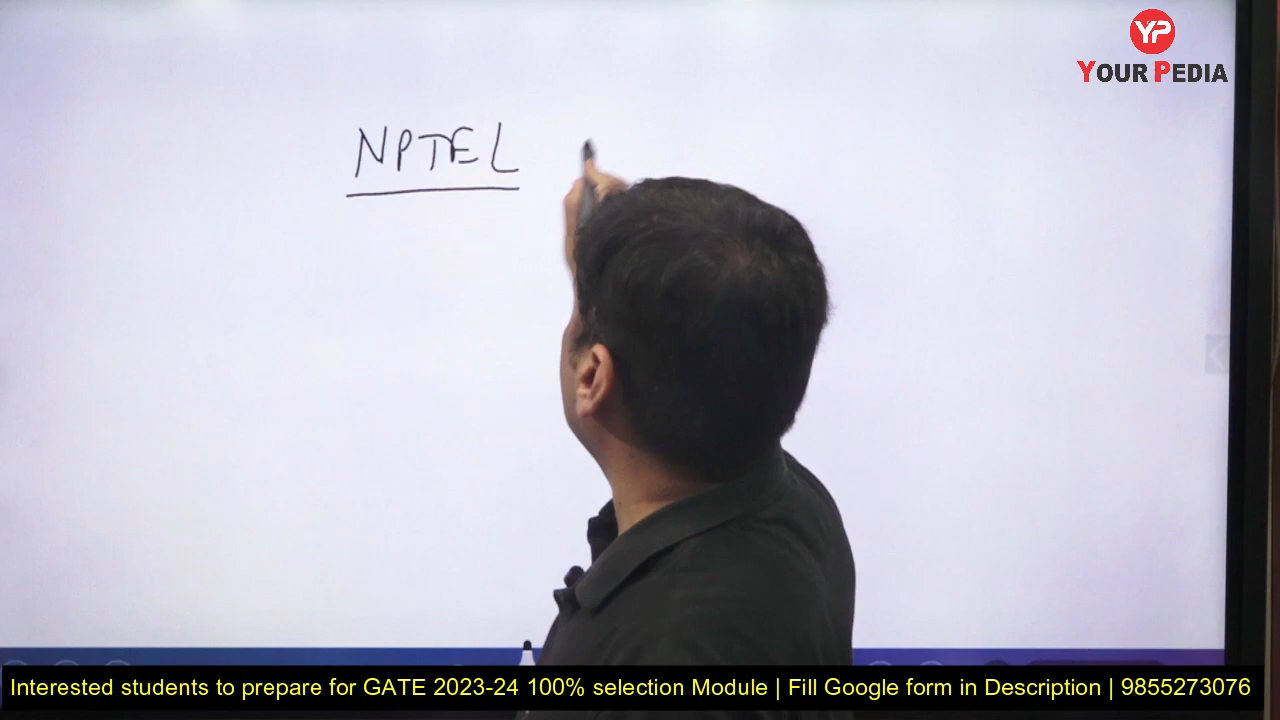 YP
YOUR PEDIA
NPTEL
Interested students to prepare for GATE 2023-24 100% selection Module | Fill Google form in Description | 9855273076